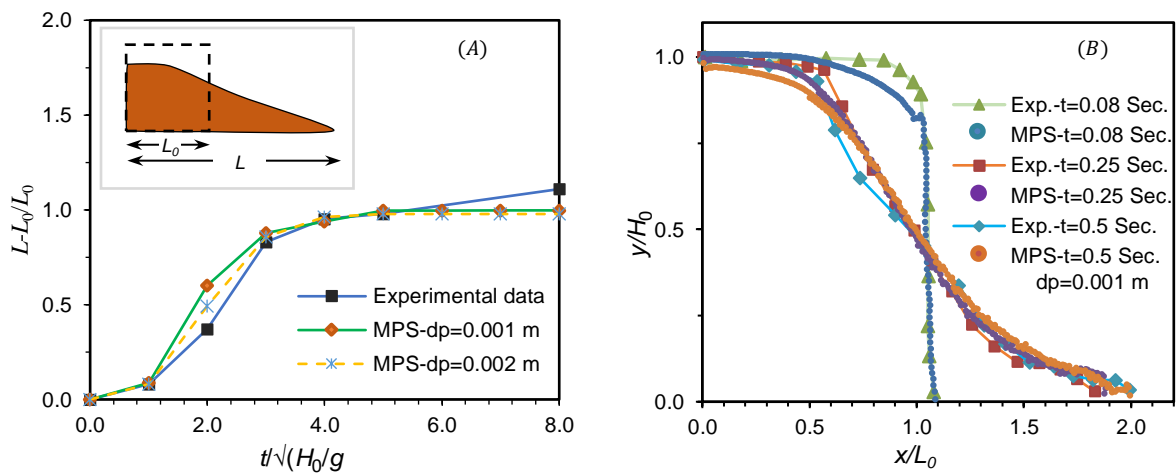 (A)
2.0
1.5
1.0
0.5
0.0
L-L₀/L₀
L₀
L
Experimental data
MPS-dp=0.001 m
MPS-dp=0.002 m
0.0 2.0 4.0 6.0 8.0
t/√(H₀/g
(B)
1.0
0.5
0.0
y/H₀
Exp.-t=0.08 Sec.
MPS-t=0.08 Sec.
Exp.-t=0.25 Sec.
MPS-t=0.25 Sec.
Exp.-t=0.5 Sec.
MPS-t=0.5 Sec.
dp=0.001 m
0.0 0.5 1.0 1.5 2.0
x/L₀